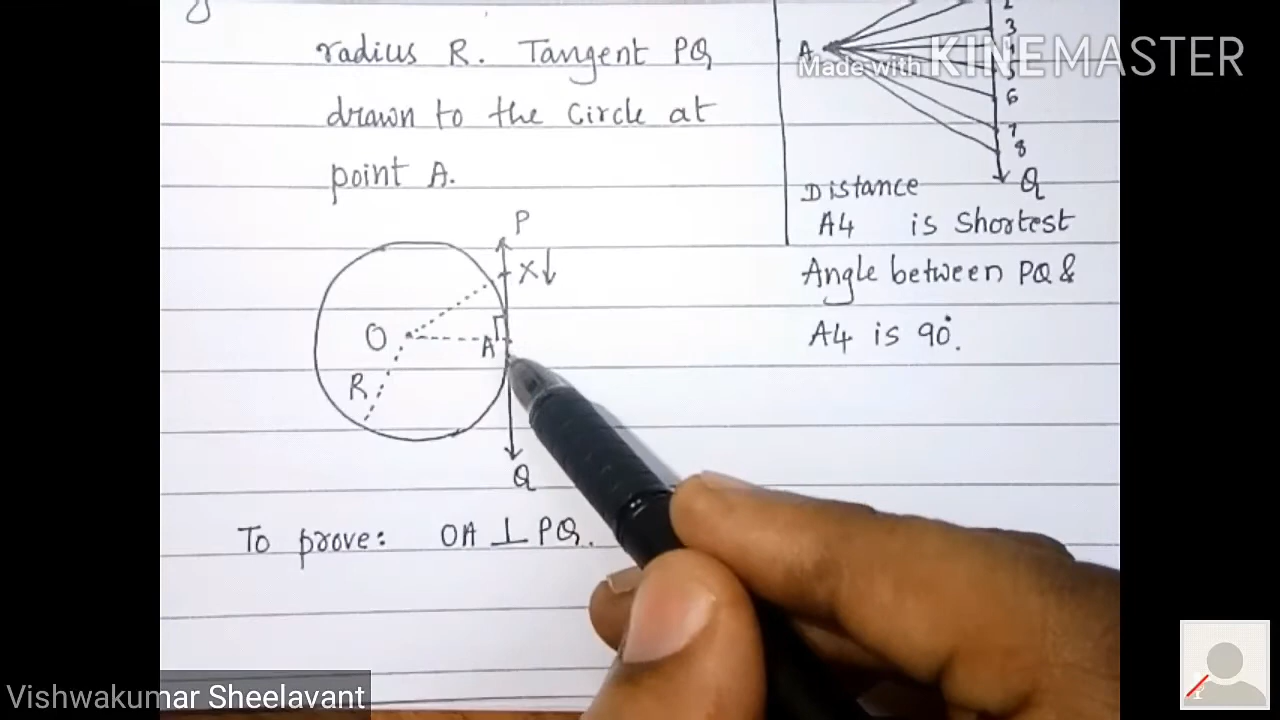 radius R. Tangent PQ
drawn to the Circle at
point A.
P
X↓
O
A
R
Q
To prove: OA ⊥ PQ.
A
3
5
6
7
8
Q
Distance
A4 is Shortest
Angle between PQ &
A4 is 90°.
Made with KINEMASTER
Vishwakumar Sheelavant